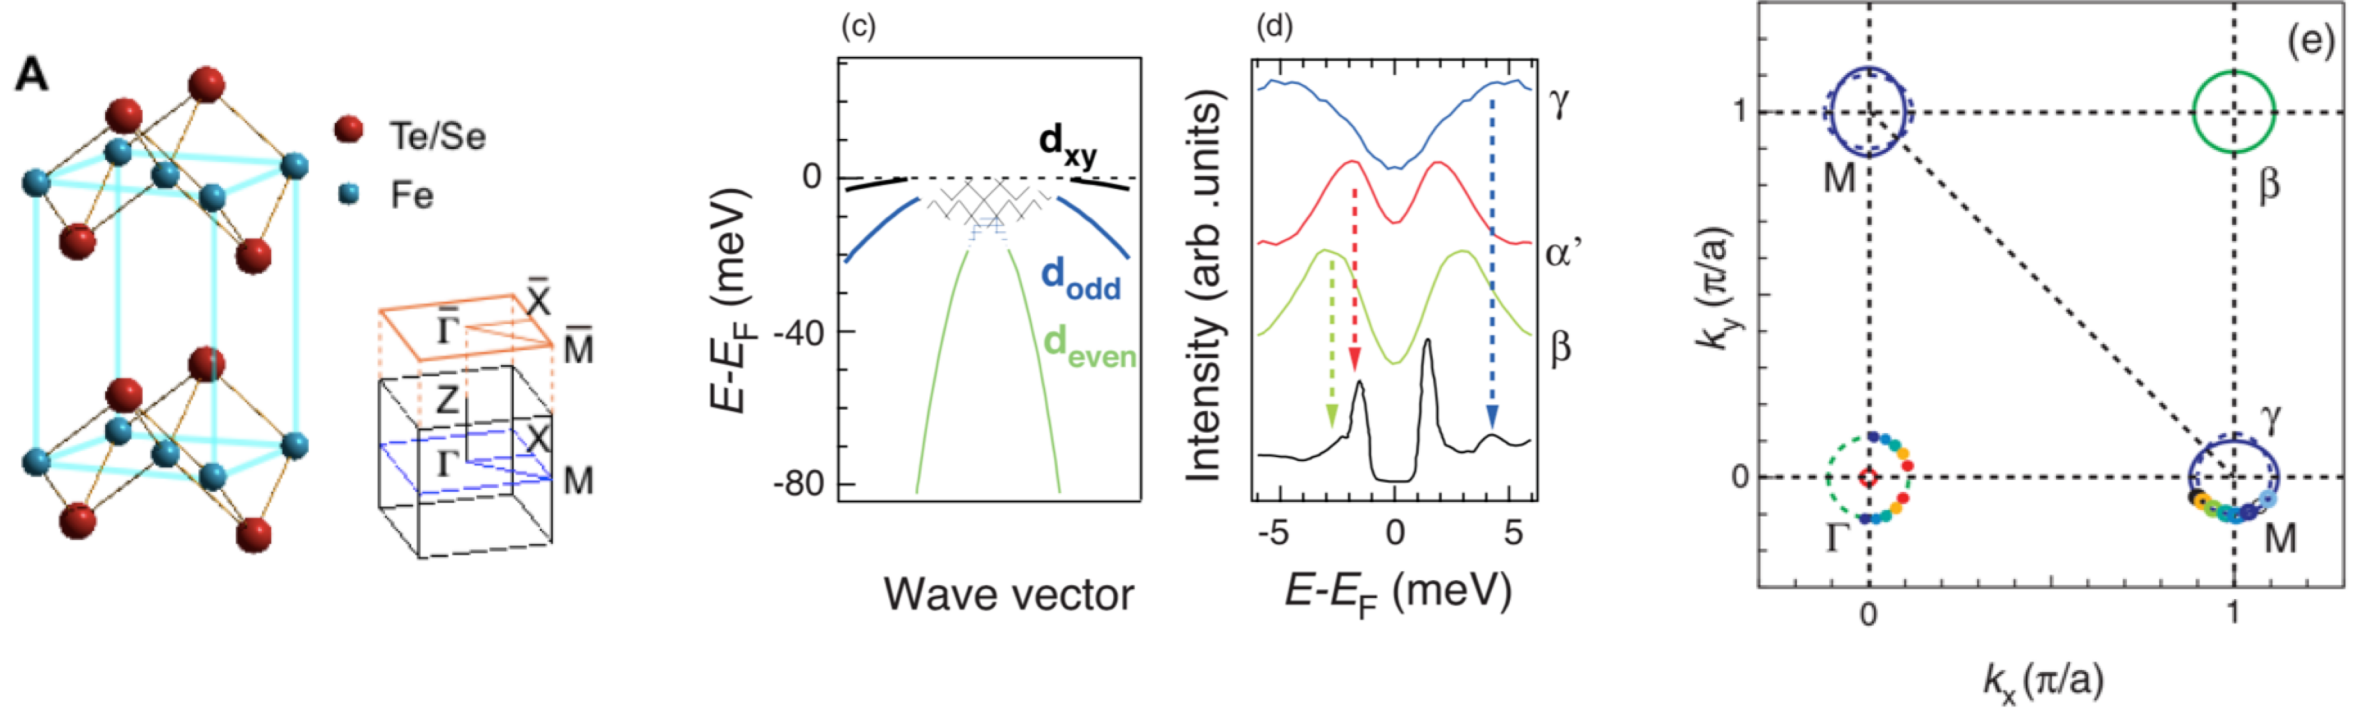 A
Te/Se
Fe
X̅
Γ̅
M̅
Z
X
Γ
M
(c)
E-E_F (meV)
0
-40
-80
d_xy
d_odd
d_even
Wave vector
(d)
Intensity (arb .units)
γ
α’
β
-5 0 5
E-E_F (meV)
(e)
k_y (π/a)
1
0
M
β
γ
Γ
M
0 1
k_x (π/a)